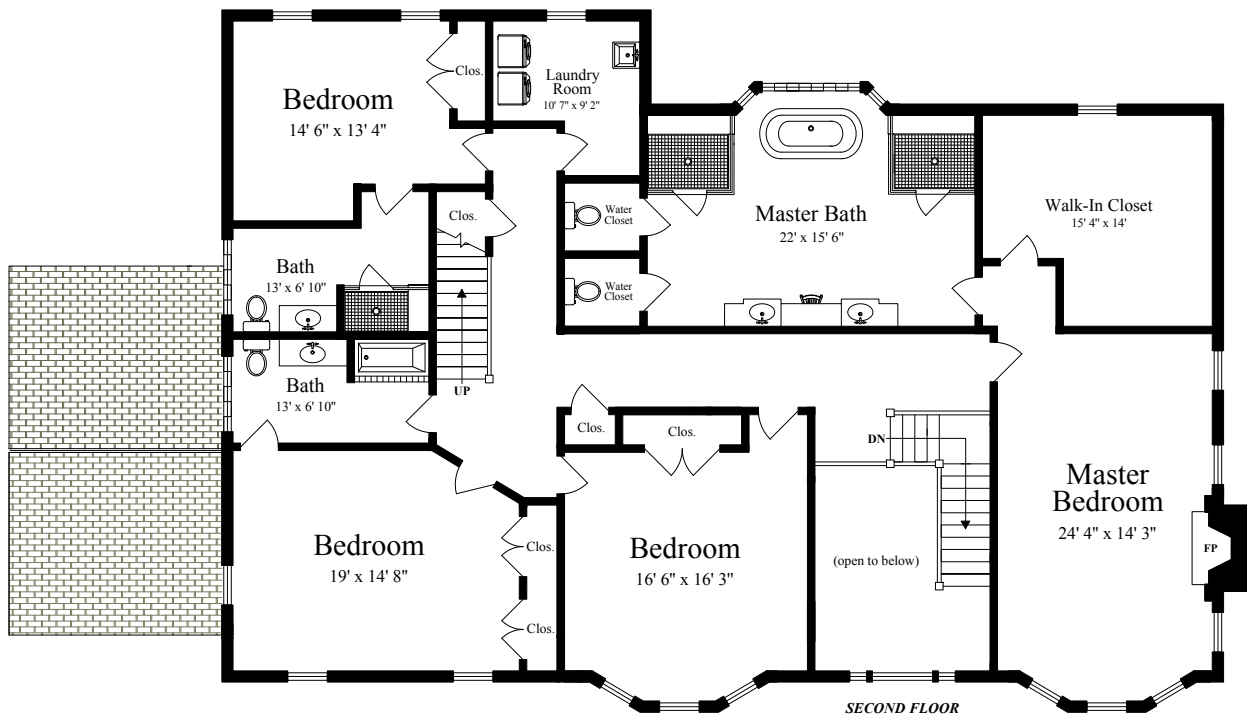 Bedroom
14' 6" x 13' 4"
Clos.
Laundry
Room
10' 7" x 9' 2"
Clos.
Water
Closet
Water
Closet
Master Bath
22' x 15' 6"
Walk-In Closet
15' 4" x 14'
Bath
13' x 6' 10"
Bath
13' x 6' 10"
UP
Clos.
Clos.
DN
Master
Bedroom
24' 4" x 14' 3"
FP
Bedroom
19' x 14' 8"
Clos.
Clos.
Bedroom
16' 6" x 16' 3"
(open to below)
SECOND FLOOR